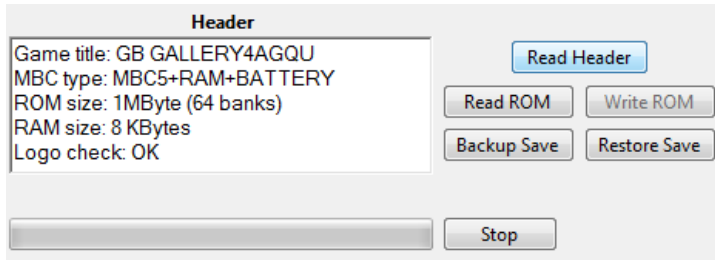 Header
Game title: GB GALLERY4AGQU
MBC type: MBC5+RAM+BATTERY
ROM size: 1MByte (64 banks)
RAM size: 8 KBytes
Logo check: OK
Read Header
Read ROM
Write ROM
Backup Save
Restore Save
Stop